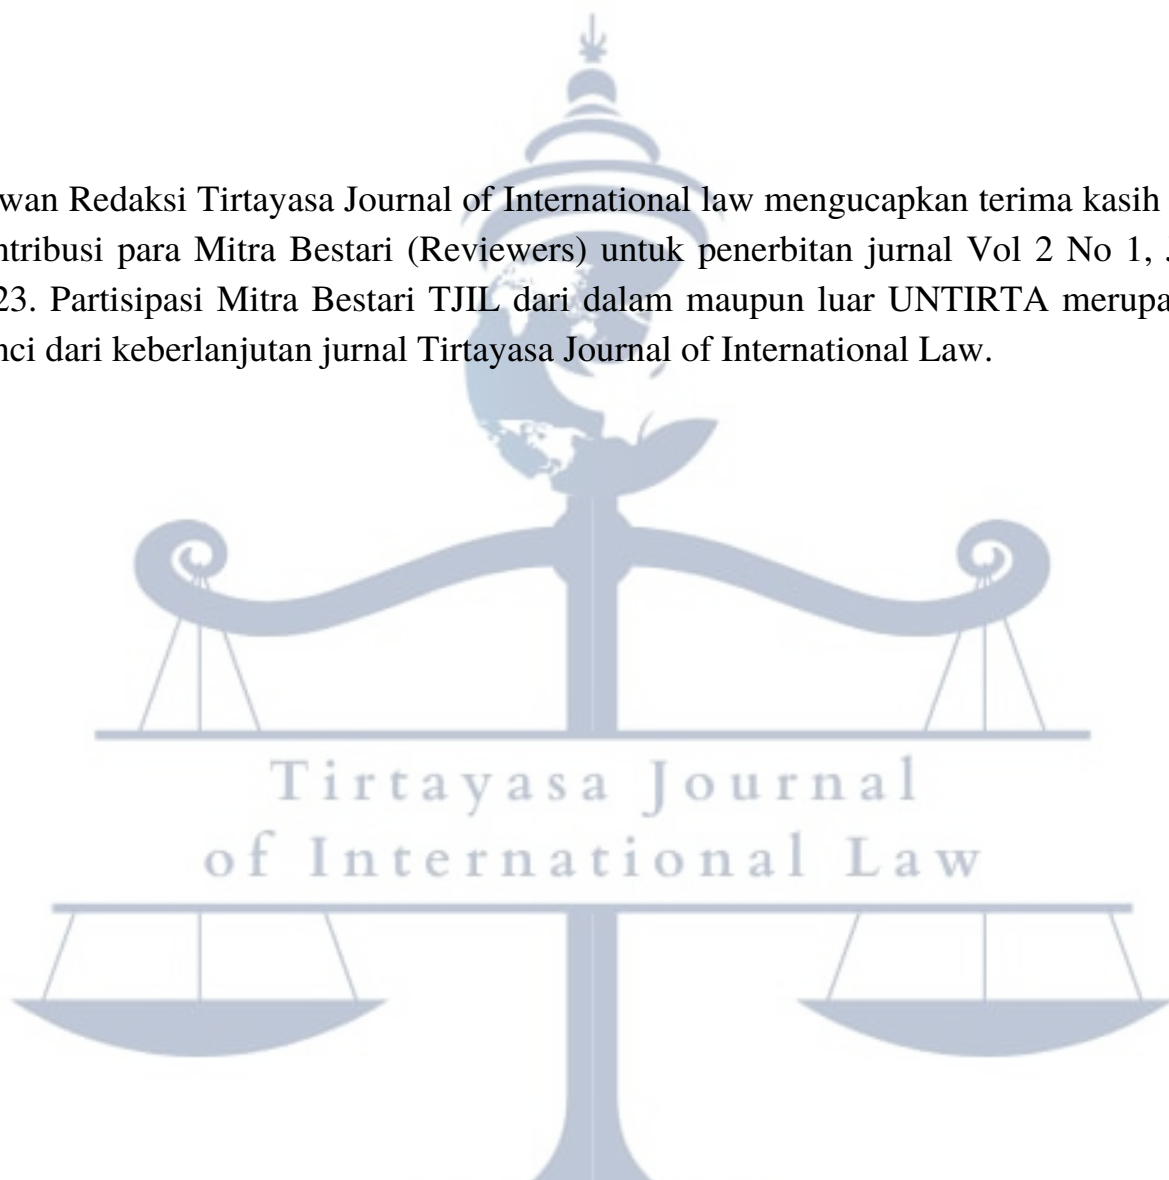 wan Redaksi Tirtayasa Journal of International law mengucapkan terima kasih
ntribusi para Mitra Bestari (Reviewers) untuk penerbitan jurnal Vol 2 No 1,
23. Partisipasi Mitra Bestari TJIL dari dalam maupun luar UNTIRTA merupa
nci dari keberlanjutan jurnal Tirtayasa Journal of International Law.
Tirtayasa Journal
of International Law